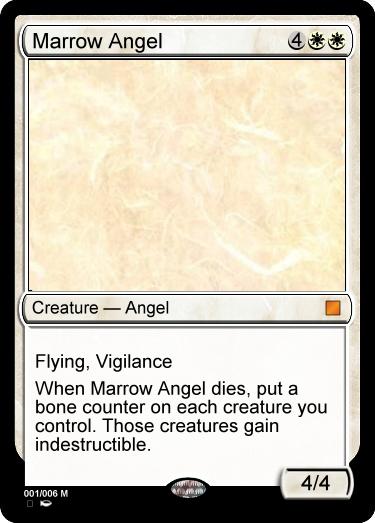 Marrow Angel 4
Creature — Angel
Flying, Vigilance
When Marrow Angel dies, put a
bone counter on each creature you
control. Those creatures gain
indestructible.
4/4
001/006 M